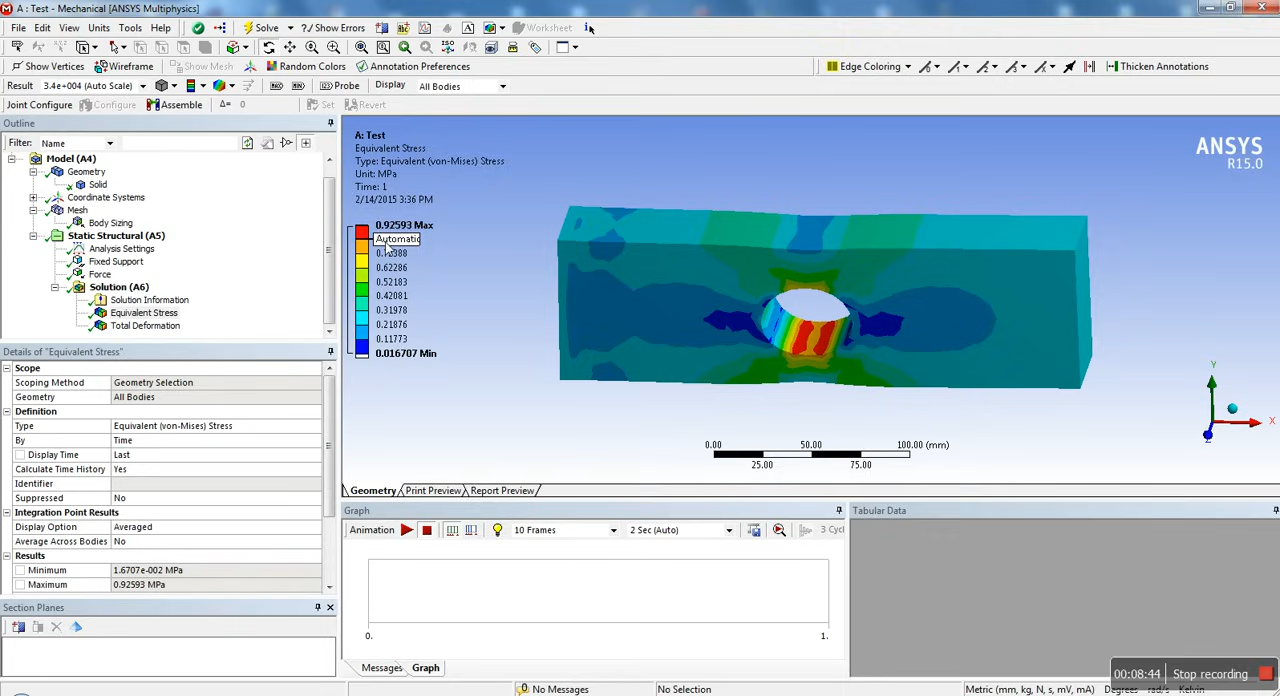 A : Test - Mechanical [ANSYS Multiphysics]
File Edit View Units Tools Help Solve ?/ Show Errors Worksheet
Show Vertices Wireframe Show Mesh Random Colors Annotation Preferences Edge Coloring Thicken Annotations
Result 3.4e+004 (Auto Scale) Probe Display All Bodies
Joint Configure Configure Assemble Δ= 0 Set Revert
Outline
Filter: Name
Model (A4)
Geometry
Solid
Coordinate Systems
Mesh
Body Sizing
Static Structural (A5)
Analysis Settings
Fixed Support
Force
Solution (A6)
Solution Information
Equivalent Stress
Total Deformation
Details of "Equivalent Stress"
Scope
Scoping Method Geometry Selection
Geometry All Bodies
Definition
Type Equivalent (von-Mises) Stress
By Time
Display Time Last
Calculate Time History Yes
Identifier
Suppressed No
Integration Point Results
Display Option Averaged
Average Across Bodies No
Results
Minimum 1.6707e-002 MPa
Maximum 0.92593 MPa
Section Planes
A: Test
Equivalent Stress
Type: Equivalent (von-Mises) Stress
Unit: MPa
Time: 1
2/14/2015 3:36 PM
0.92593 Max
Automatic
0.62286
0.52183
0.42081
0.31978
0.21876
0.11773
0.016707 Min
ANSYS
R15.0
Y
X
Z
0.00 50.00 100.00 (mm)
25.00 75.00
Geometry Print Preview Report Preview
Graph
Animation 10 Frames 2 Sec (Auto) 3 Cycl
0. 1.
Messages Graph
Tabular Data
00:08:44 Stop recording
No Messages No Selection Metric (mm, kg, N, s, mV, mA) Degrees rad/s Kelvin